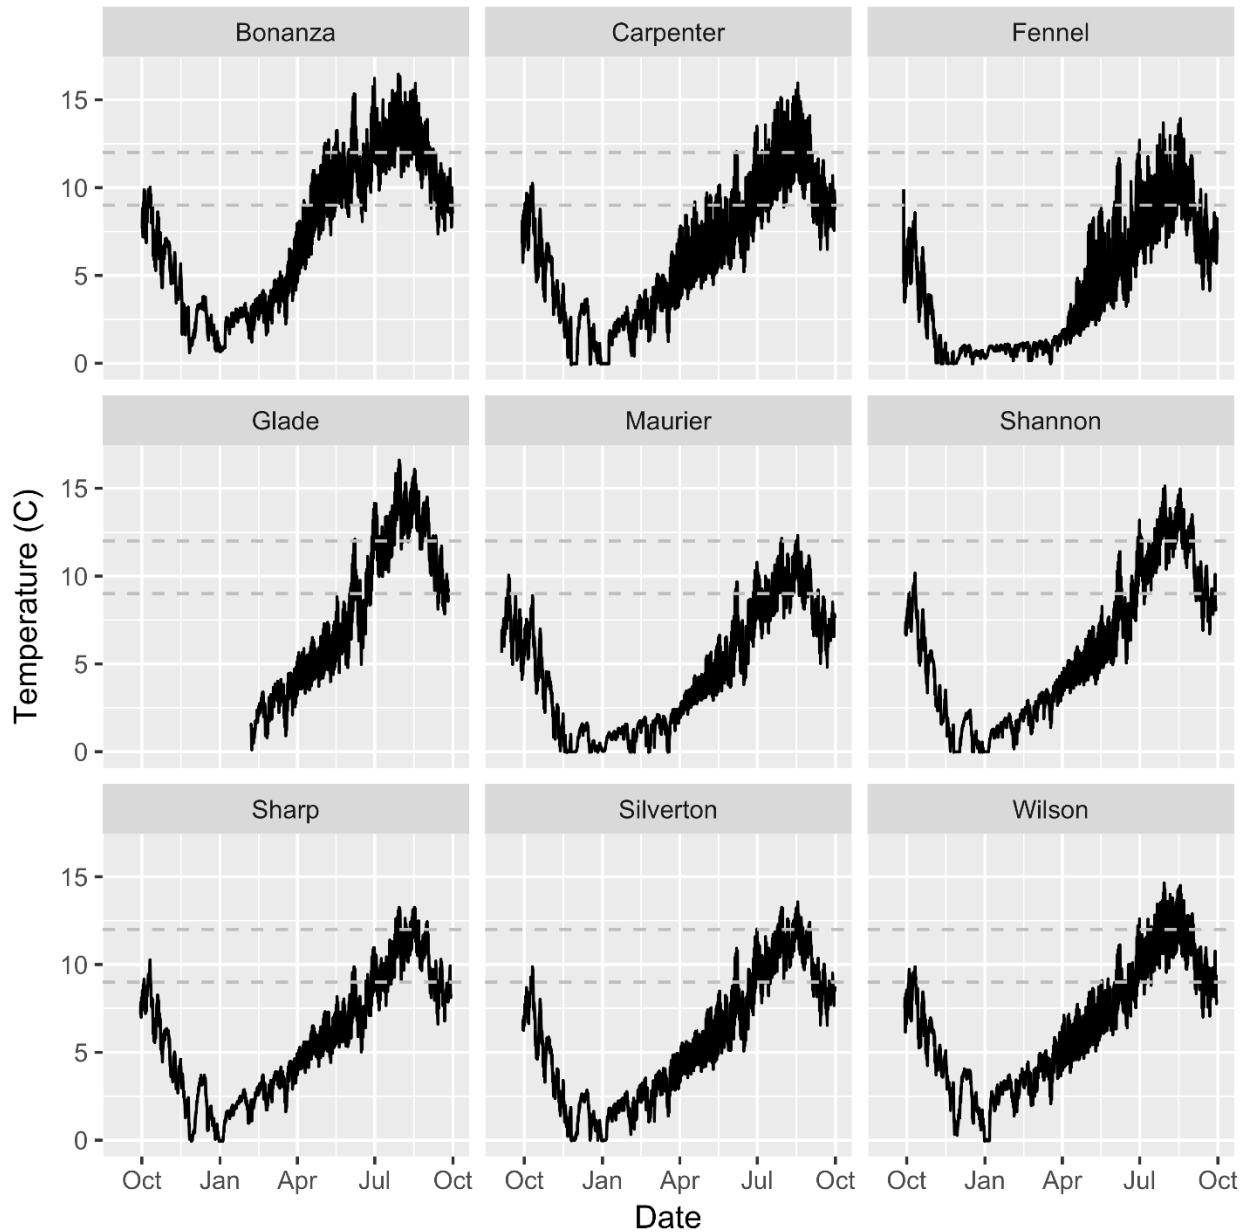 Bonanza Carpenter Fennel
15
10
5
0
Glade Maurier Shannon
15
10
5
0
Temperature (C)
Sharp Silverton Wilson
15
10
5
0
Oct Jan Apr Jul Oct Oct Jan Apr Jul Oct Oct Jan Apr Jul Oct
Date